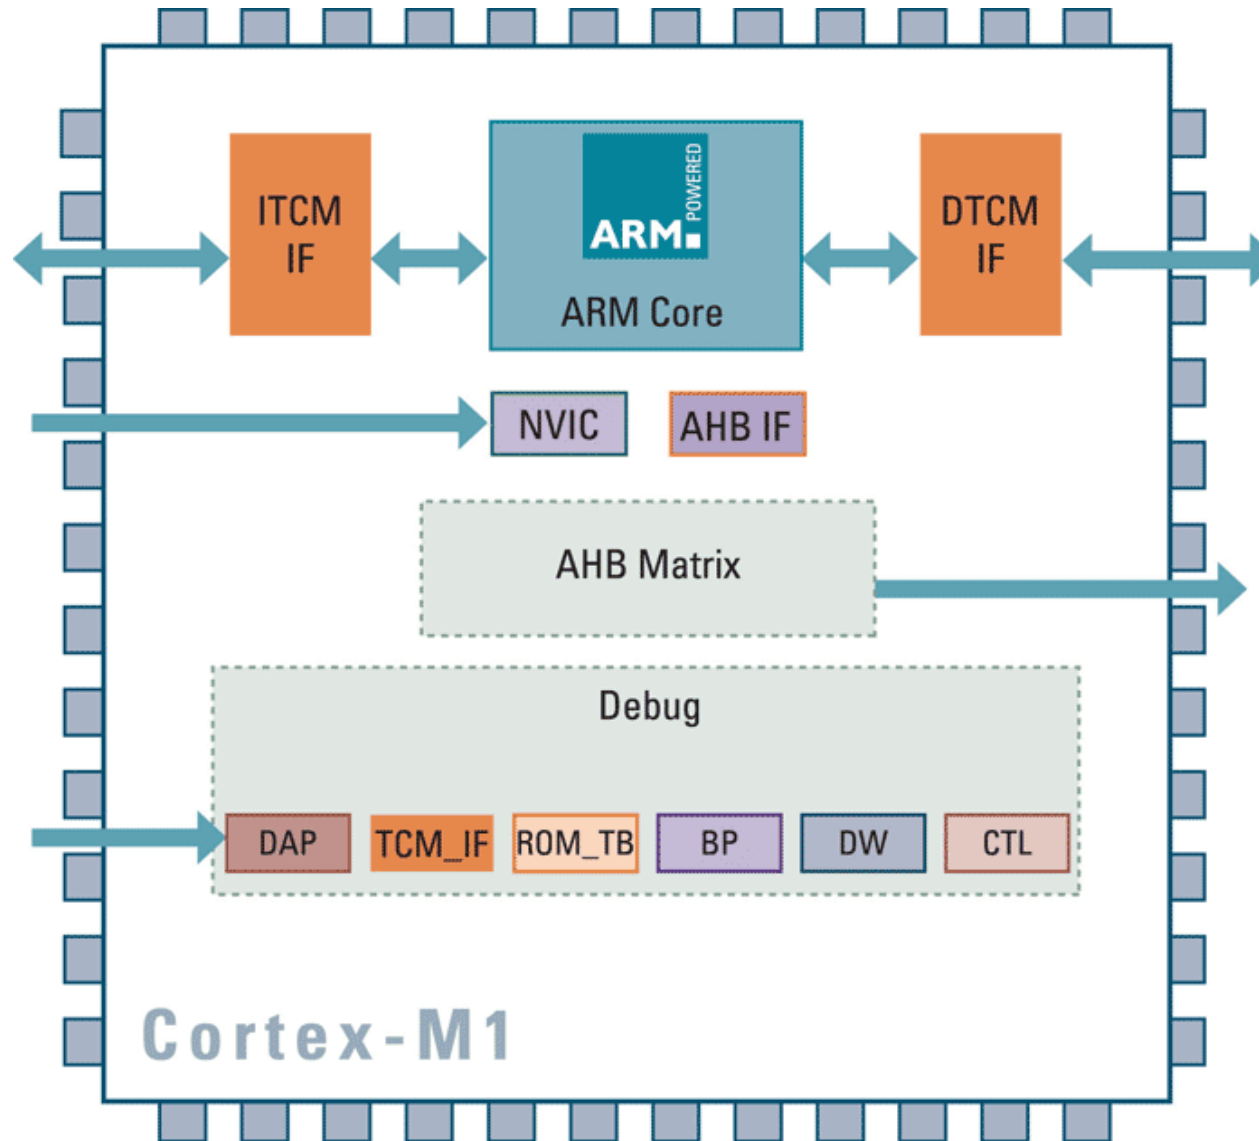 POWERED
ARM
ITCM
IF
ARM Core
DTCM
IF
NVIC
AHB IF
AHB Matrix
Debug
DAP
TCM_IF
ROM_TB
BP
DW
CTL
Cortex-M1